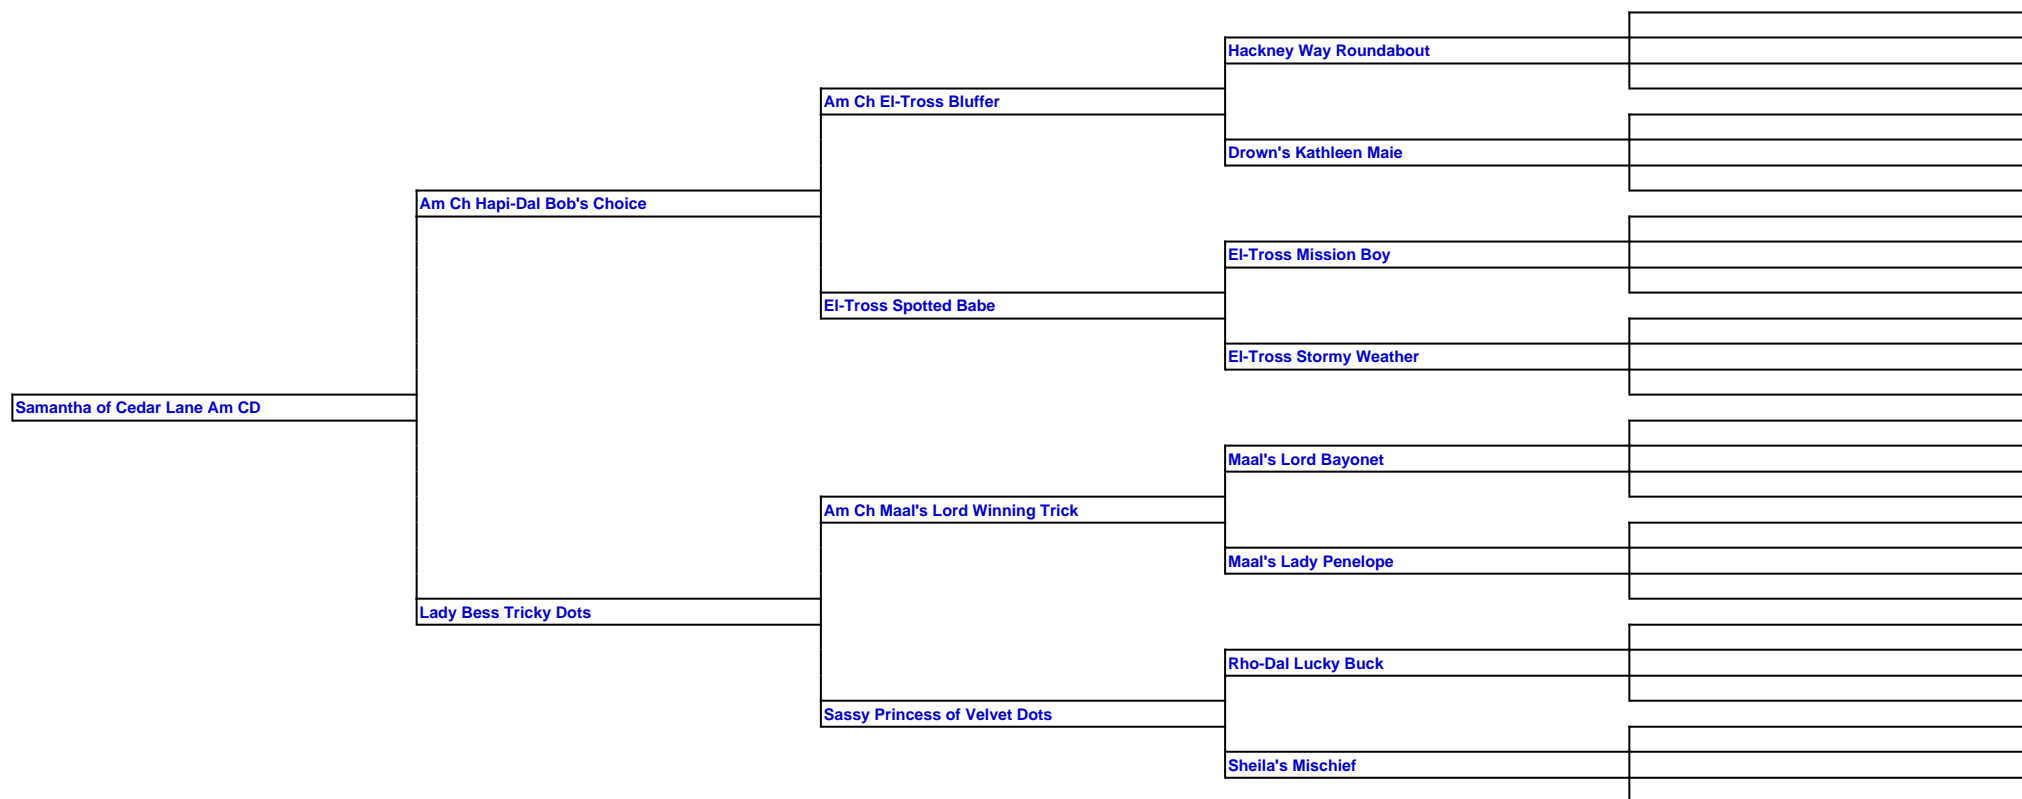 Hackney Way Roundabout
Am Ch El-Tross Bluffer
Drown's Kathleen Maie
Am Ch Hapi-Dal Bob's Choice
El-Tross Mission Boy
El-Tross Spotted Babe
El-Tross Stormy Weather
Samantha of Cedar Lane Am CD
Maal's Lord Bayonet
Am Ch Maal's Lord Winning Trick
Maal's Lady Penelope
Lady Bess Tricky Dots
Rho-Dal Lucky Buck
Sassy Princess of Velvet Dots
Sheila's Mischief